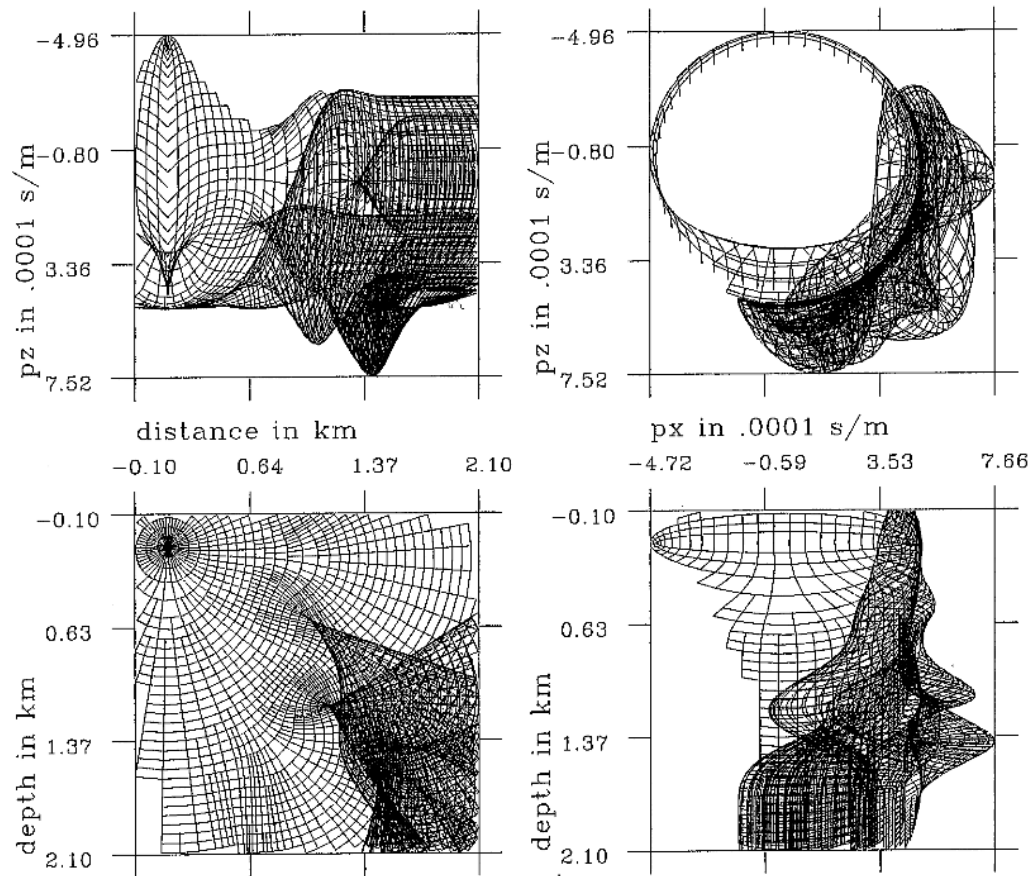 -4.96
-0.80
3.36
7.52
pz in .0001 s/m
-4.96
-0.80
3.36
7.52
pz in .0001 s/m
distance in km
-0.10 0.64 1.37 2.10
px in .0001 s/m
-4.72 -0.59 3.53 7.66
-0.10
0.63
1.37
2.10
depth in km
-0.10
0.63
1.37
2.10
depth in km